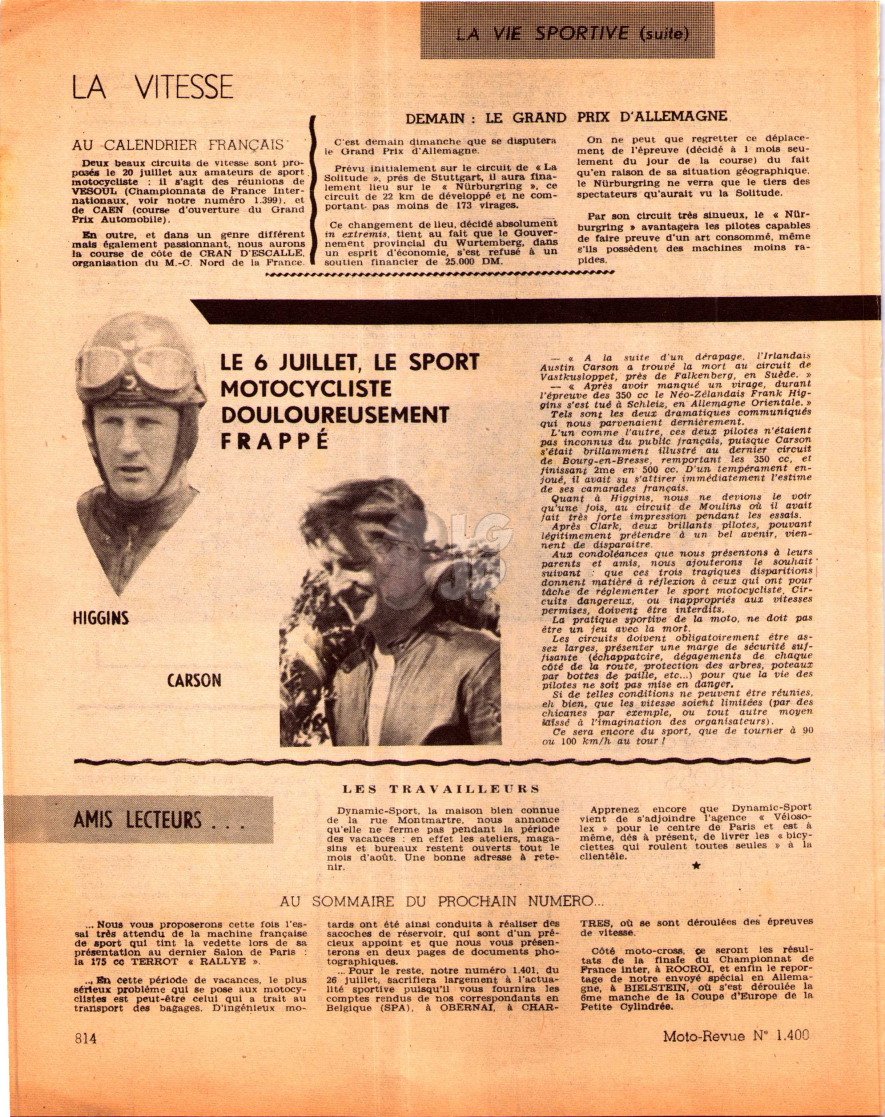 LA VIE SPORTIVE (suite)
LA VITESSE
AU CALENDRIER FRANÇAIS
Deux beaux circuits de vitesse sont pro-
posés le 20 juillet aux amateurs de sport
motocycliste : il s'agit des réunions de
VESOUL (Championnats de France Inter-
nationaux, voir notre numéro 1.399), et
de CAEN (course d'ouverture du Grand
Prix Automobile).
En outre, et dans un genre différent
mais également passionnant, nous aurons
la course de côte de CRAN D'ESCALLE,
organisation du M.-C. Nord de la France.
DEMAIN : LE GRAND PRIX D'ALLEMAGNE
C'est demain dimanche que se disputera
le Grand Prix d'Allemagne.
Prévu initialement sur le circuit de « La
Solitude », près de Stuttgart, il aura fina-
lement lieu sur le « Nürburgring », ce
circuit de 22 km de développé et ne com-
portant pas moins de 173 virages.
Ce changement de lieu, décidé absolument
in extremis, tient au fait que le Gouver-
nement provincial du Wurtemberg, dans
un esprit d'économie, s'est refusé à un
soutien financier de 25.000 DM.
On ne peut que regretter ce déplace-
ment de l'épreuve (décidé à 1 mois seu-
lement du jour de la course) du fait
qu'en raison de sa situation géographique,
le Nürburgring ne verra que le tiers des
spectateurs qu'aurait vu la Solitude.
Par son circuit très sinueux, le « Nür-
burgring » avantagera les pilotes capables
de faire preuve d'un art consommé, même
s'ils possèdent des machines moins ra-
pides.
LE 6 JUILLET, LE SPORT
MOTOCYCLISTE
DOULOUREUSEMENT
FRAPPÉ
HIGGINS
CARSON
— « A la suite d'un dérapage, l'Irlandais
Austin Carson a trouvé la mort au circuit de
Vastkusloppet, près de Falkenberg, en Suède. »
— « Après avoir manqué un virage, durant
l'épreuve des 350 cc le Néo-Zélandais Frank Hig-
gins s'est tué à Schleiz, en Allemagne Orientale. »
Tels sont les deux dramatiques communiqués
qui nous parvenaient dernièrement.
L'un comme l'autre, ces deux pilotes n'étaient
pas inconnus du public français, puisque Carson
s'était brillamment illustré au dernier circuit
de Bourg-en-Bresse, remportant les 350 cc, et
finissant 2me en 500 cc. D'un tempérament en-
joué, il avait su s'attirer immédiatement l'estime
de ses camarades français.
Quant à Higgins, nous ne devions le voir
qu'une fois, au circuit de Moulins où il avait
fait très forte impression pendant les essais.
Après Clark, deux brillants pilotes, pouvant
légitimement prétendre à un bel avenir, vien-
nent de disparaître.
Aux condoléances que nous présentons à leurs
parents et amis, nous ajouterons le souhait
suivant : que ces trois tragiques disparitions
donnent matière à réflexion à ceux qui ont pour
tâche de réglementer le sport motocycliste. Cir-
cuits dangereux, ou inappropriés aux vitesses
permises, doivent être interdits.
La pratique sportive de la moto, ne doit pas
être un jeu avec la mort.
Les circuits doivent obligatoirement être as-
sez larges, présenter une marge de sécurité suf-
fisante (échappatoire, dégagements de chaque
côté de la route, protection des arbres, poteaux
par bottes de paille, etc...) pour que la vie des
pilotes ne soit pas mise en danger.
Si de telles conditions ne peuvent être réunies,
eh bien, que les vitesse soient limitées (par des
chicanes par exemple, ou tout autre moyen
laissé à l'imagination des organisateurs).
Ce sera encore du sport, que de tourner à 90
ou 100 km/h au tour !
AMIS LECTEURS . . .
LES TRAVAILLEURS
Dynamic-Sport, la maison bien connue
de la rue Montmartre, nous annonce
qu'elle ne ferme pas pendant la période
des vacances : en effet les ateliers, maga-
sins et bureaux restent ouverts tout le
mois d'août. Une bonne adresse à rete-
nir.
Apprenez encore que Dynamic-Sport
vient de s'adjoindre l'agence « Véloso-
lex » pour le centre de Paris et est à
même, dès à présent, de livrer les « bicy-
clettes qui roulent toutes seules » à la
clientèle.
AU SOMMAIRE DU PROCHAIN NUMERO...
... Nous vous proposerons cette fois l'es-
sai très attendu de la machine française
de sport qui tint la vedette lors de sa
présentation au dernier Salon de Paris :
la 175 cc TERROT « RALLYE ».
... En cette période de vacances, le plus
sérieux problème qui se pose aux motocy-
clistes est peut-être celui qui a trait au
transport des bagages. D'ingénieux mo-
tards ont été ainsi conduits à réaliser des
sacoches de réservoir, qui sont d'un pré-
cieux appoint et que nous vous présen-
terons en deux pages de documents pho-
tographiques.
... Pour le reste, notre numéro 1.401, du
26 juillet, sacrifiera largement à l'actua-
lité sportive puisqu'il vous fournira les
comptes rendus de nos correspondants en
Belgique (SPA), à OBERNAI, à CHAR-
TRES, où se sont déroulées des épreuves
de vitesse.
Côté moto-cross, ce seront les résul-
tats de la finale du Championnat de
France inter, à ROCROI, et enfin le repor-
tage de notre envoyé spécial en Allema-
gne, à BIELSTEIN, où s'est déroulée la
6me manche de la Coupe d'Europe de la
Petite Cylindrée.
814
Moto-Revue N° 1.400